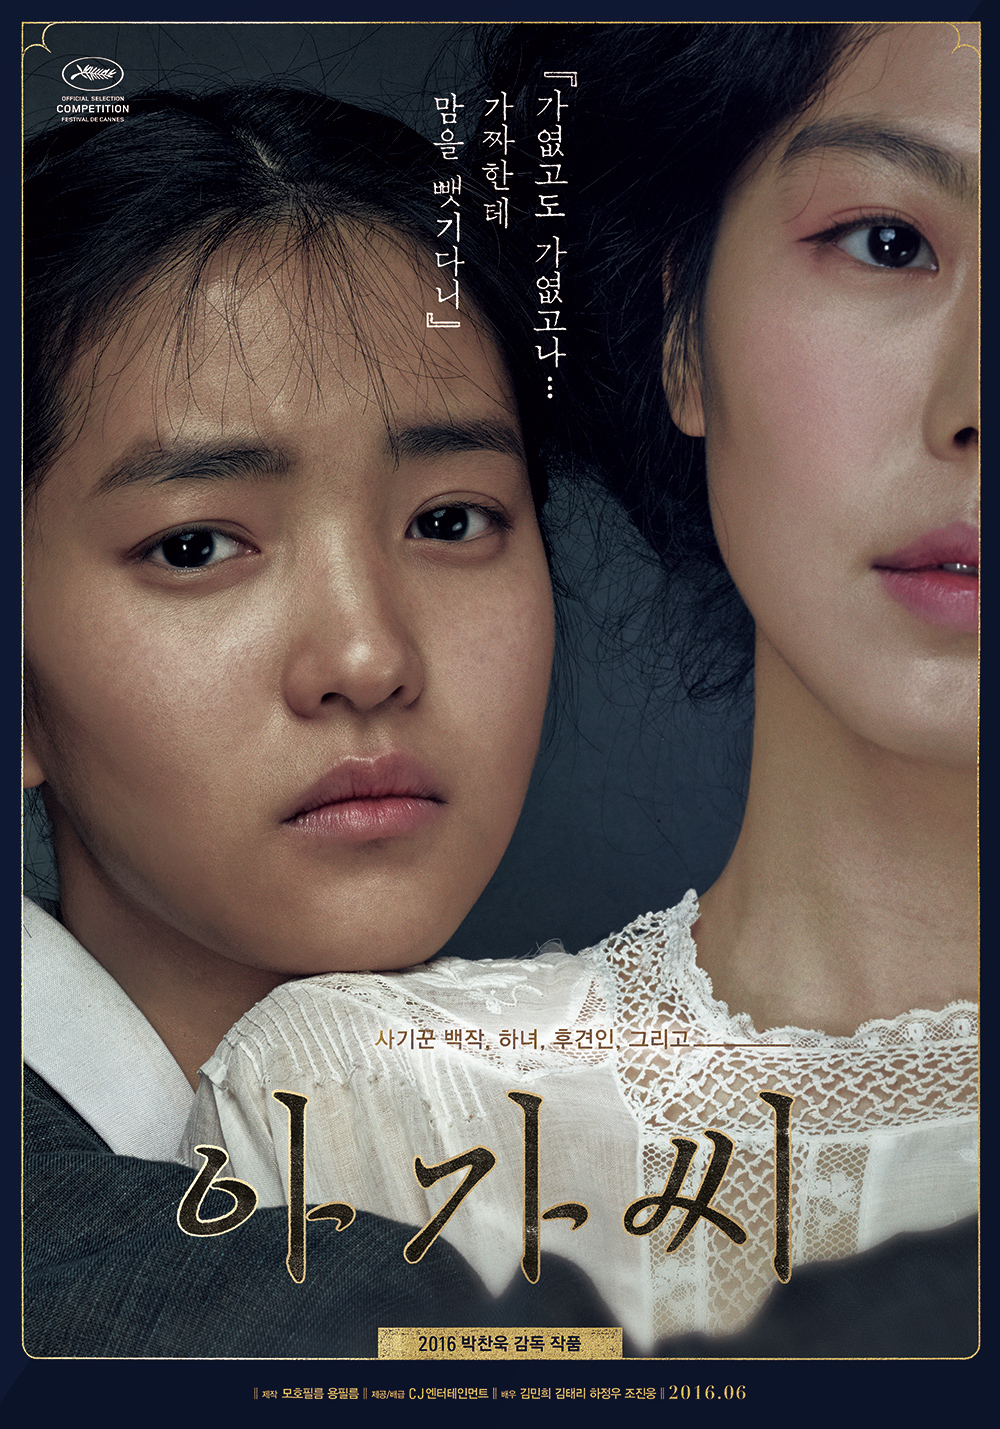 OFFICIAL SELECTION
COMPETITION
FESTIVAL DE CANNES
『가엾고도 가엾고나…
가짜한테
맘을 뺏기다니』
사기꾼 백작, 하녀, 후견인, 그리고
아가씨
2016 박찬욱 감독 작품
제작 모호필름 용필름 제공/배급 CJ엔터테인먼트 배우 김민희 김태리 하정우 조진웅 2016.06